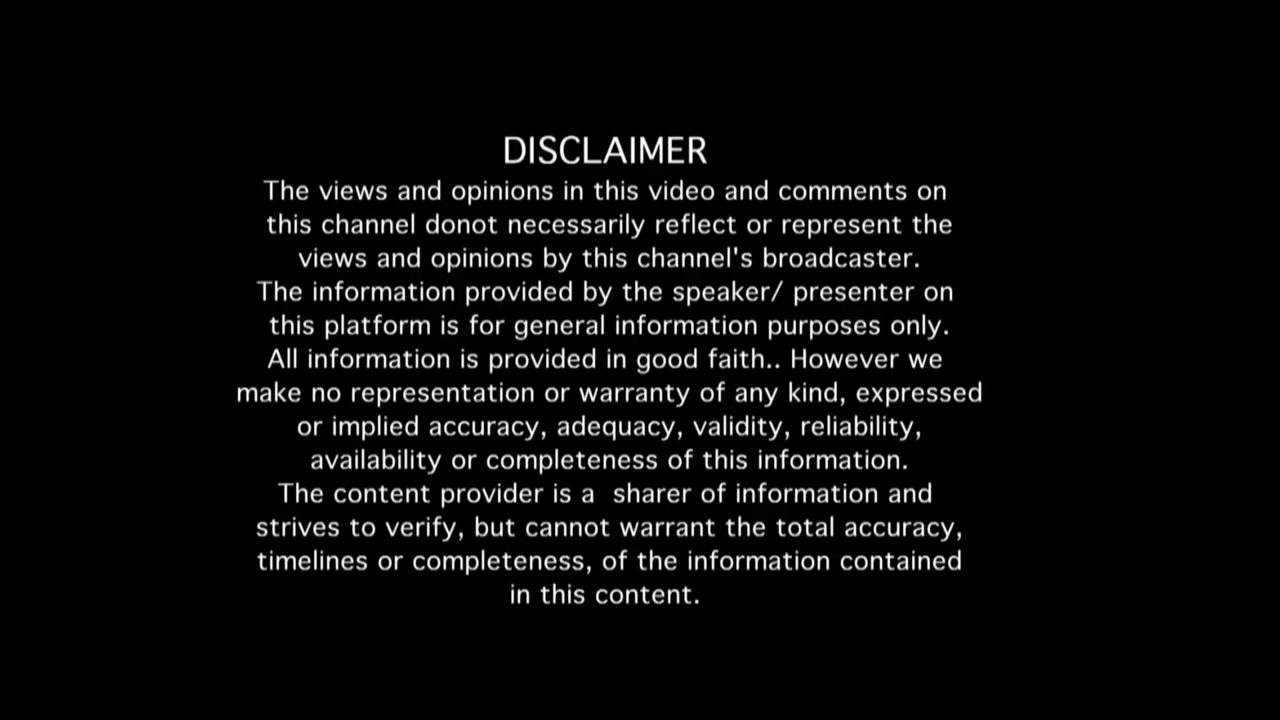 DISCLAIMER
The views and opinions in this video and comments on
this channel donot necessarily reflect or represent the
views and opinions by this channel's broadcaster.
The information provided by the speaker/ presenter on
this platform is for general information purposes only.
All information is provided in good faith.. However we
make no representation or warranty of any kind, expressed
or implied accuracy, adequacy, validity, reliability,
availability or completeness of this information.
The content provider is a  sharer of information and
strives to verify, but cannot warrant the total accuracy,
timelines or completeness, of the information contained
in this content.